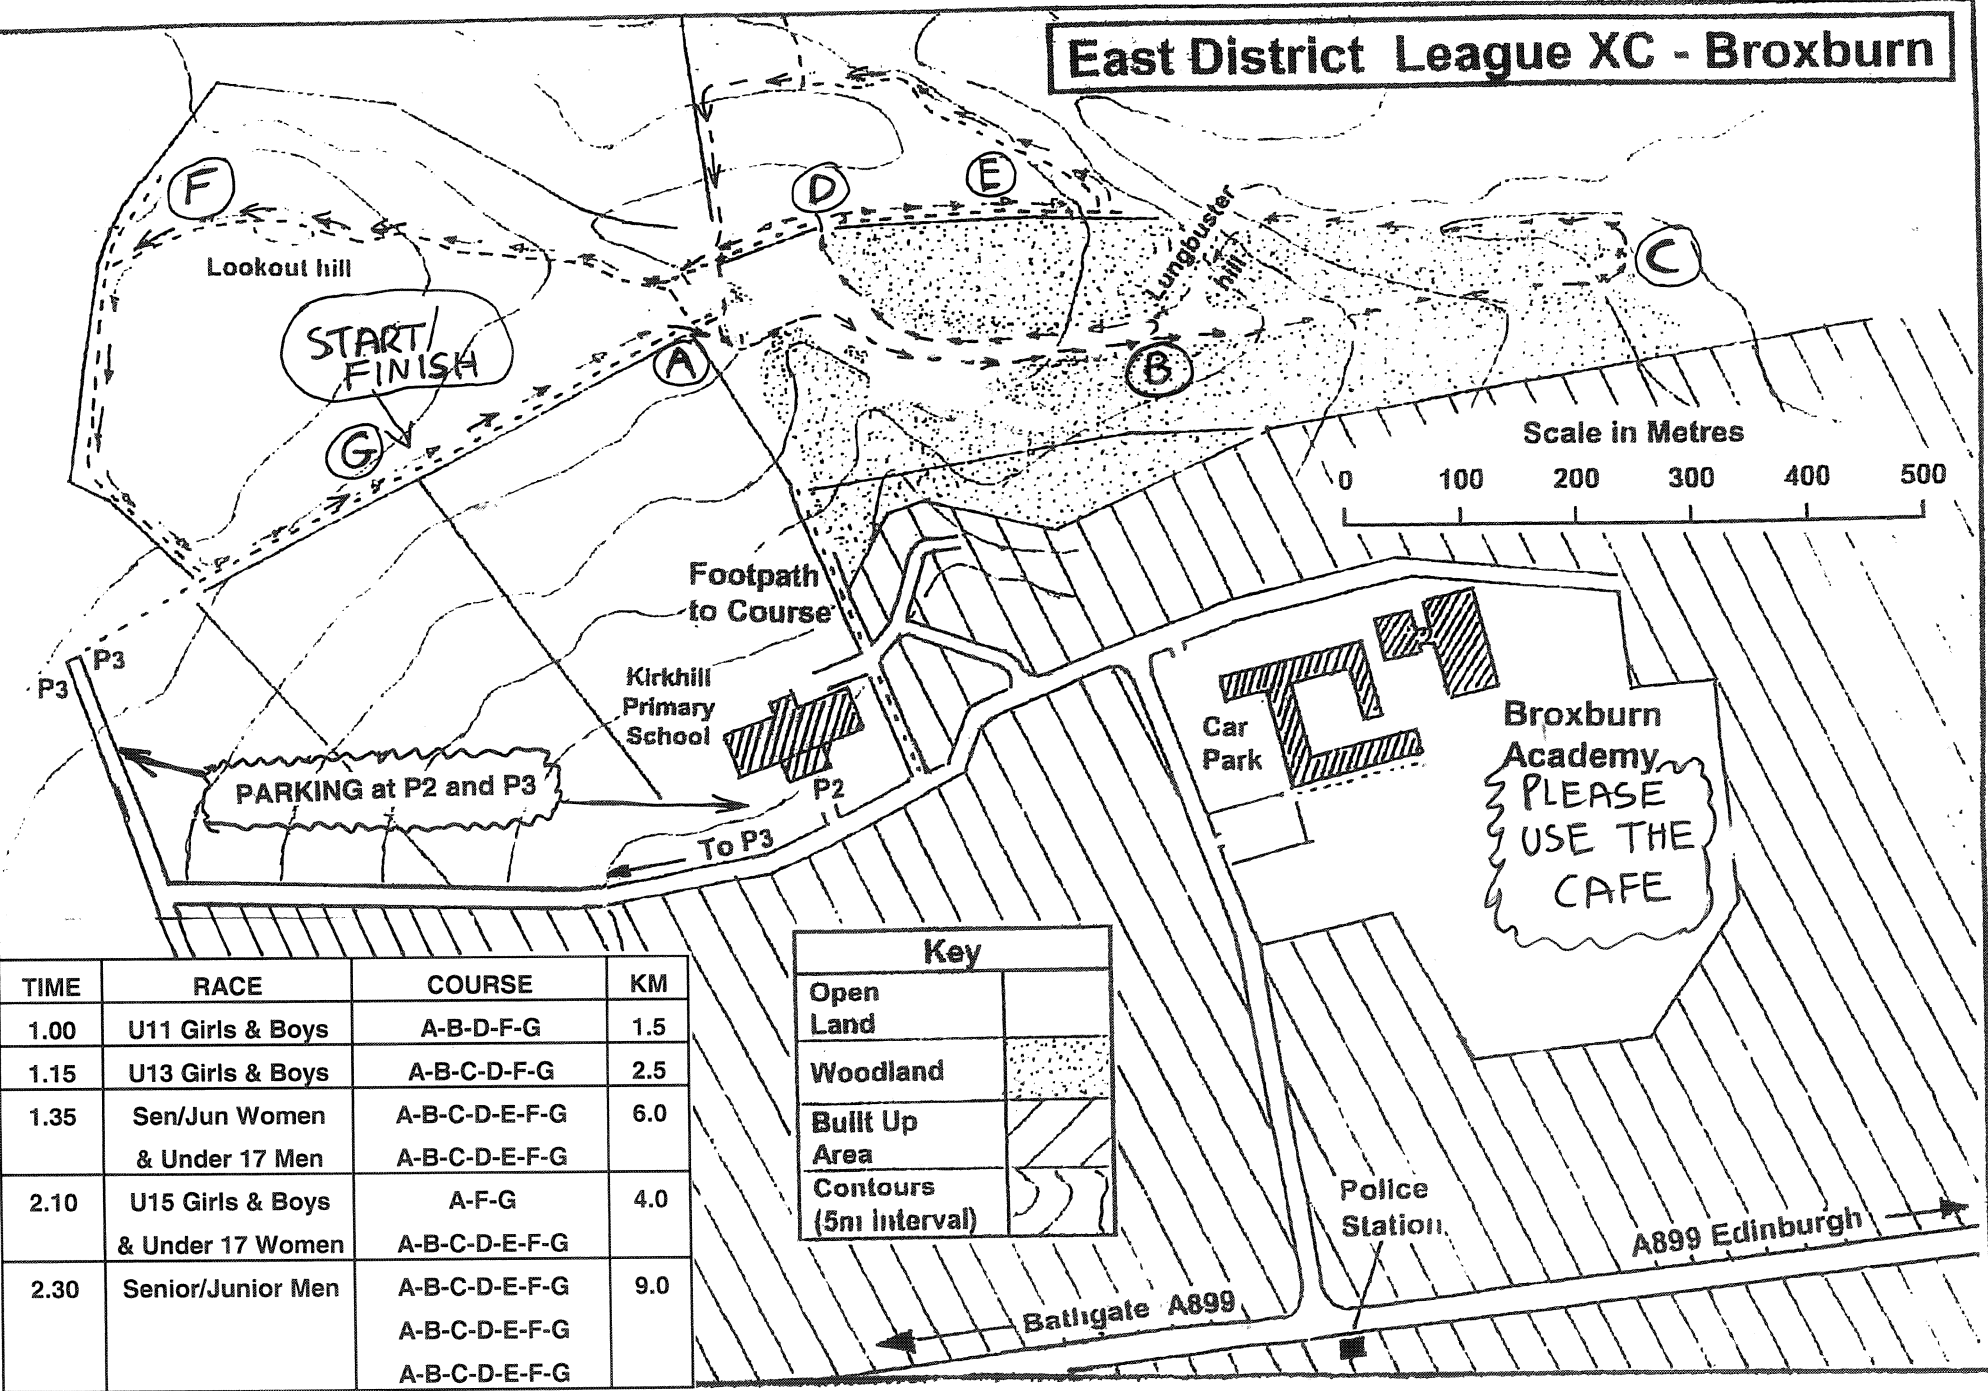 East District League XC - Broxburn
F
D
E
Lookout hill
Lungbuster
hill
C
START/
FINISH
A
B
G
Scale in Metres
0 100 200 300 400 500
Footpath
to Course
P3
P3
Kirkhill
Primary
School
Car
Park
Broxburn
Academy
PLEASE
USE THE
CAFE
PARKING at P2 and P3
P2
To P3
TIME RACE COURSE KM
1.00 U11 Girls & Boys A-B-D-F-G 1.5
1.15 U13 Girls & Boys A-B-C-D-F-G 2.5
1.35 Sen/Jun Women A-B-C-D-E-F-G 6.0
& Under 17 Men A-B-C-D-E-F-G
2.10 U15 Girls & Boys A-F-G 4.0
& Under 17 Women A-B-C-D-E-F-G
2.30 Senior/Junior Men A-B-C-D-E-F-G 9.0
A-B-C-D-E-F-G
A-B-C-D-E-F-G
Key
Open
Land
Woodland
Built Up
Area
Contours
(5m interval)
Police
Station
A899 Edinburgh
Bathgate A899